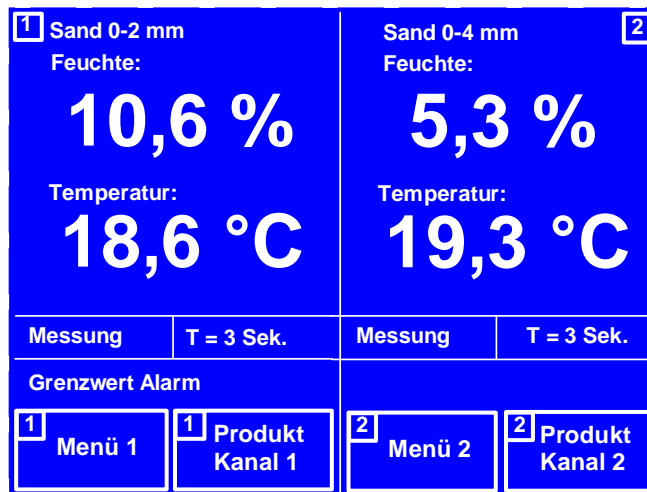 1 Sand 0-2 mm
Feuchte:
10,6 %
Temperatur:
18,6 °C
Messung
T = 3 Sek.
Grenzwert Alarm
1 Menü 1
1 Produkt
Kanal 1
Sand 0-4 mm 2
Feuchte:
5,3 %
Temperatur:
19,3 °C
Messung
T = 3 Sek.
2 Menü 2
2 Produkt
Kanal 2